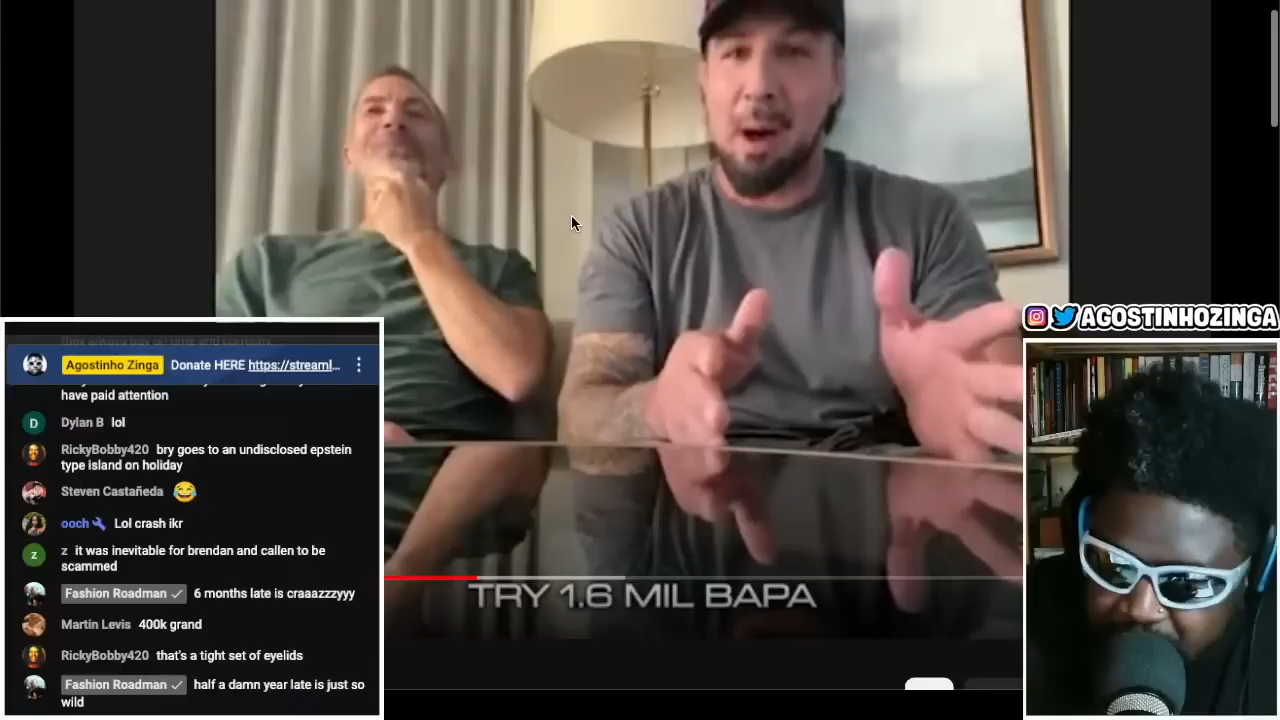 AGOSTINHOZINGA
Agostinho Zinga Donate HERE https://streaml...
have paid attention
D Dylan B lol
RickyBobby420 bry goes to an undisclosed epstein
type island on holiday
Steven Castañeda 😂
ooch Lol crash ikr
z z it was inevitable for brendan and callen to be
scammed
Fashion Roadman 6 months late is craaazzzyyy
Martin Levis 400k grand
RickyBobby420 that's a tight set of eyelids
Fashion Roadman half a damn year late is just so
wild
TRY 1.6 MIL BAPA